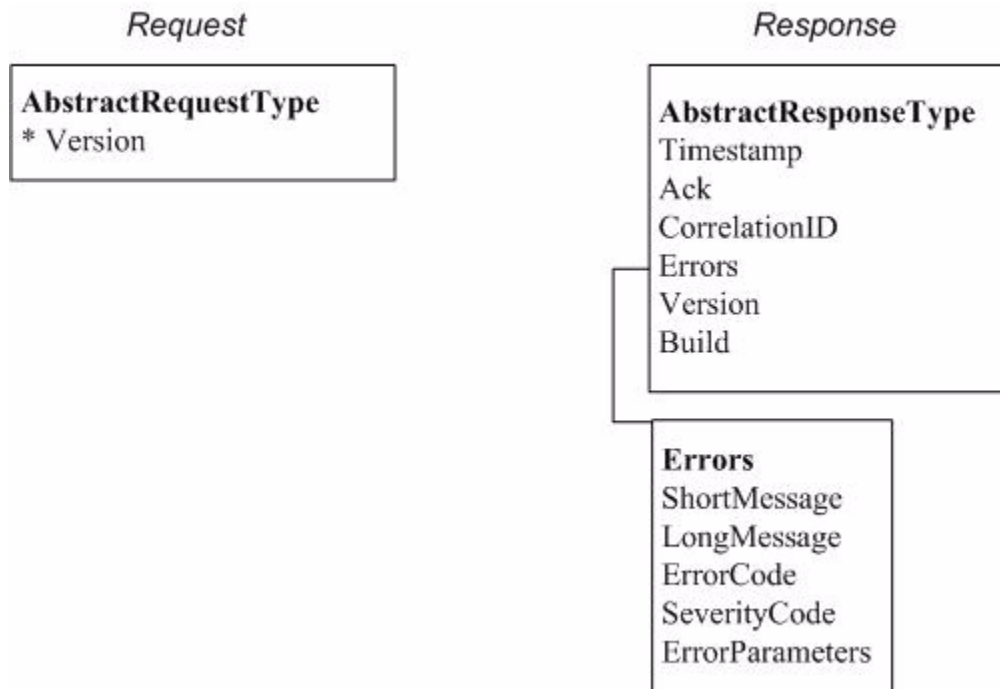 Request
AbstractRequestType
* Version
Response
AbstractResponseType
Timestamp
Ack
CorrelationID
Errors
Version
Build
Errors
ShortMessage
LongMessage
ErrorCode
SeverityCode
ErrorParameters